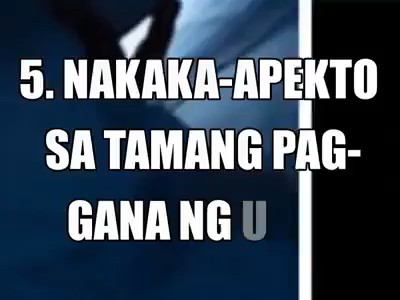 5. NAKAKA-APEKTO
SA TAMANG PAG-
GANA NG U